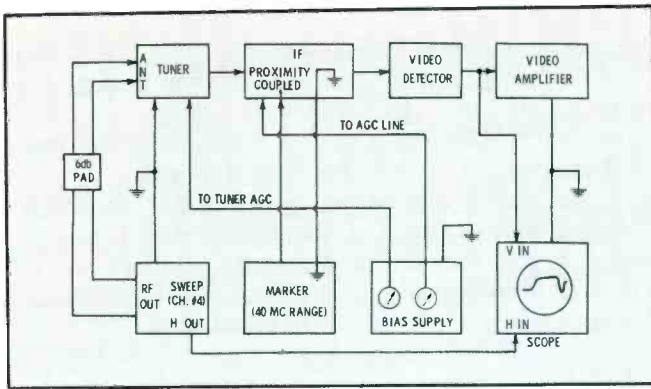 A
N
T
TUNER
IF
PROXIMITY
COUPLED
VIDEO
DETECTOR
VIDEO
AMPLIFIER
TO AGC LINE
6db
PAD
TO TUNER AGC
RF
OUT
SWEEP
(CH. #4)
H OUT
MARKER
(40 MC RANGE)
BIAS SUPPLY
V IN
H IN
SCOPE